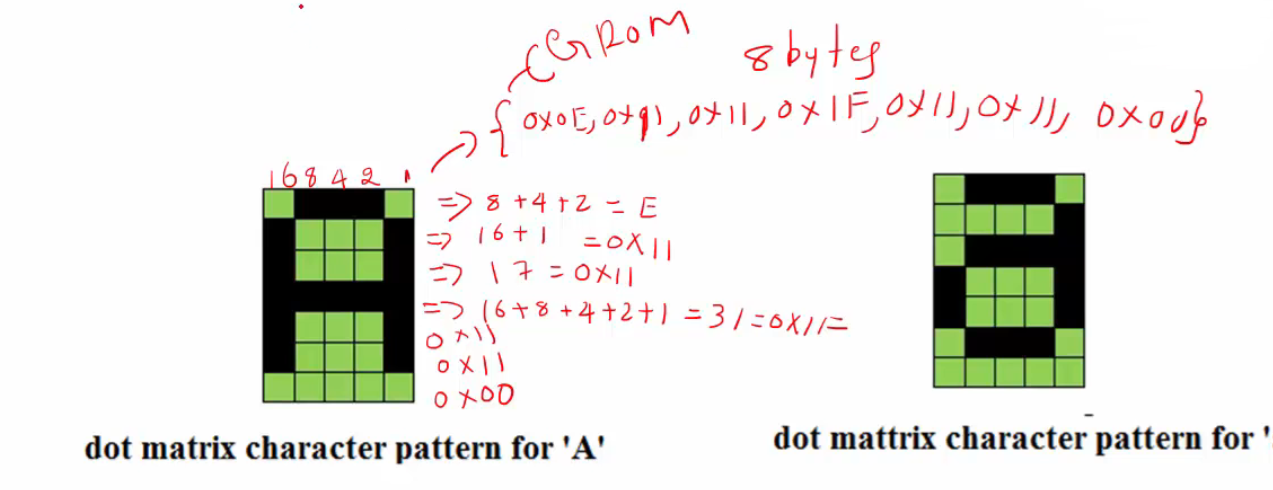 CGROM
8 bytes
{ 0x0E, 0x11, 0x11, 0x1F, 0x11, 0x11, 0x00}
16 8 4 2 1
=> 8 + 4 + 2 = E
=> 16 + 1 = 0x11
=> 17 = 0x11
=> 16 + 8 + 4 + 2 + 1 = 31 = 0x1F
0x11
0x11
0x00
dot matrix character pattern for 'A'
dot mattrix character pattern for '